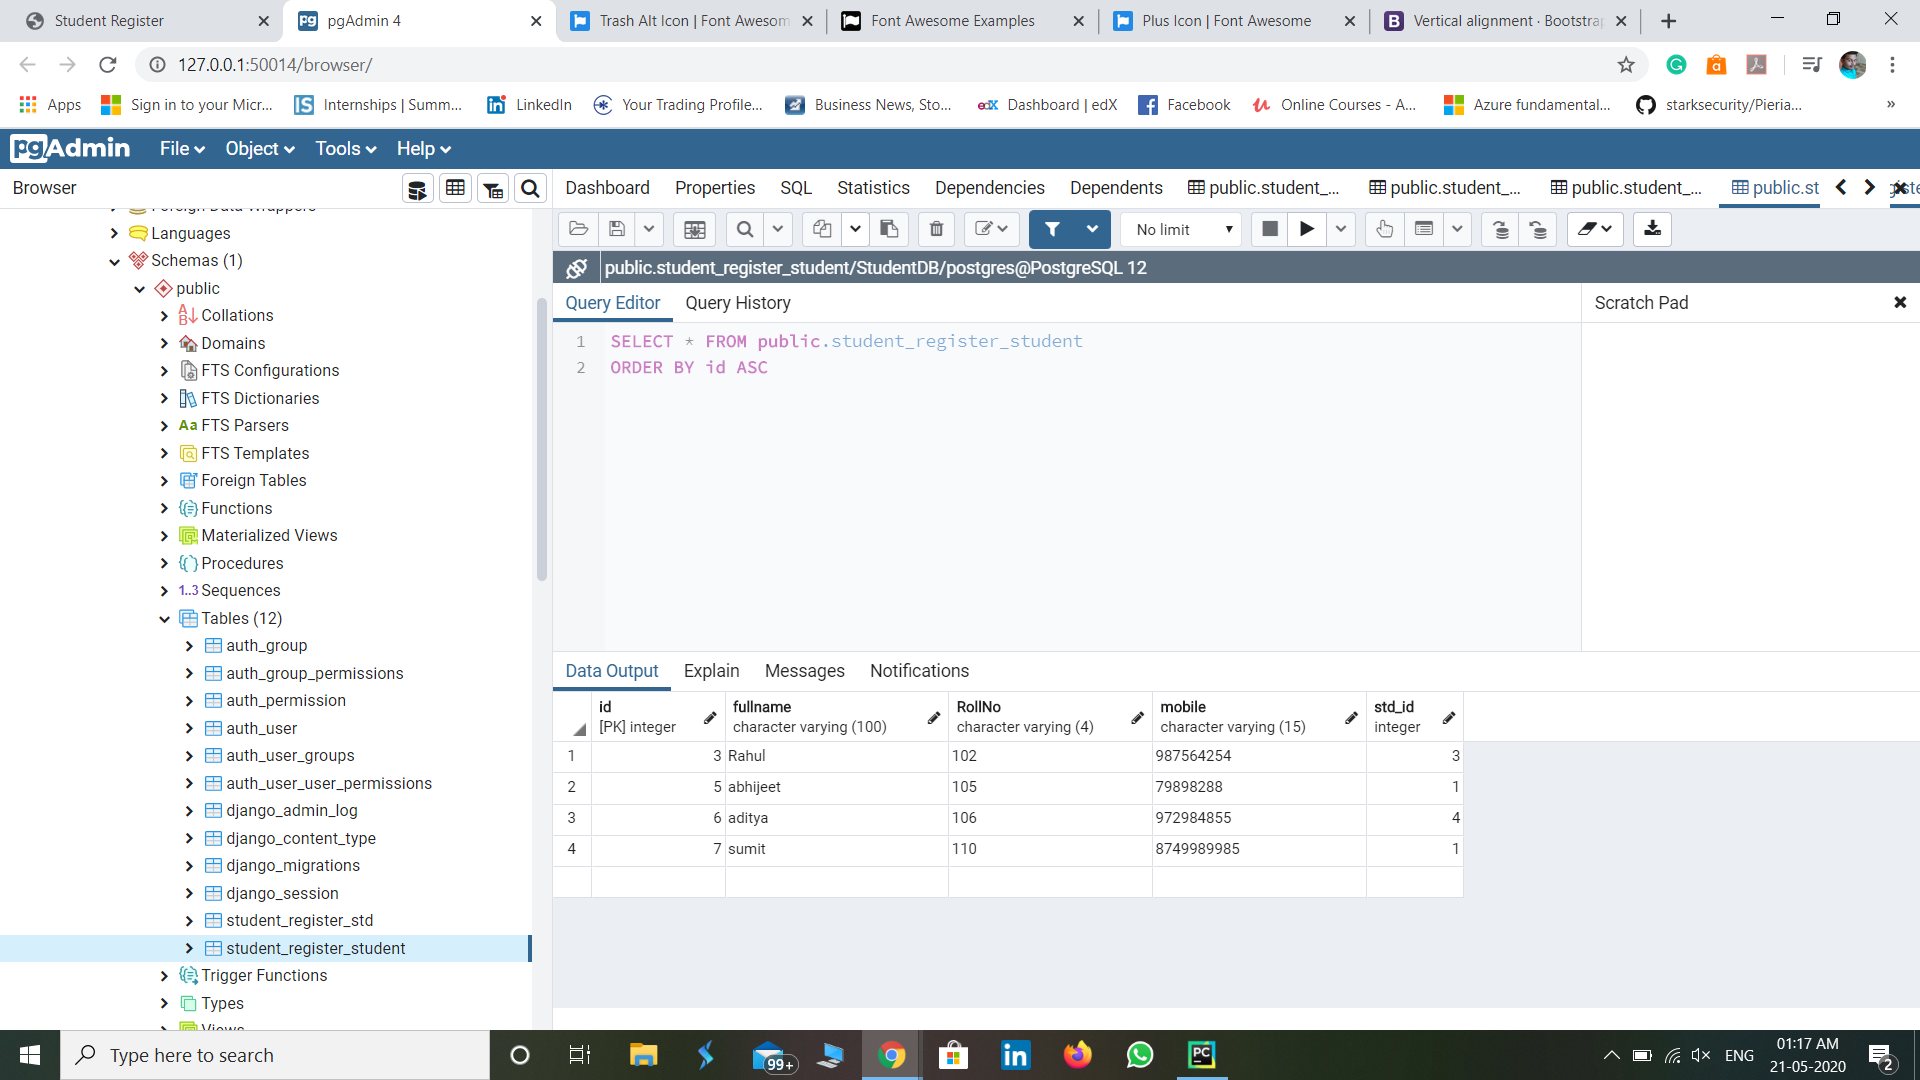 Student Register
pgAdmin 4
Trash Alt Icon | Font Awesom
Font Awesome Examples
Plus Icon | Font Awesome
Vertical alignment · Bootstrap
127.0.0.1:50014/browser/
Apps
Sign in to your Micr...
Internships | Summ...
LinkedIn
Your Trading Profile...
Business News, Sto...
Dashboard | edX
Facebook
Online Courses - A...
Azure fundamental...
starksecurity/Pieria...
»
pgAdmin
File
Object
Tools
Help
Browser
Dashboard
Properties
SQL
Statistics
Dependencies
Dependents
public.student_...
public.student_...
public.student_...
public.st
Foreign Data Wrappers
Languages
Schemas (1)
public
Collations
Domains
FTS Configurations
FTS Dictionaries
Aa FTS Parsers
FTS Templates
Foreign Tables
Functions
Materialized Views
Procedures
1..3 Sequences
Tables (12)
auth_group
auth_group_permissions
auth_permission
auth_user
auth_user_groups
auth_user_user_permissions
django_admin_log
django_content_type
django_migrations
django_session
student_register_std
student_register_student
Trigger Functions
Types
Views
No limit
public.student_register_student/StudentDB/postgres@PostgreSQL 12
Query Editor
Query History
Scratch Pad
1 SELECT * FROM public.student_register_student
2 ORDER BY id ASC
Data Output
Explain
Messages
Notifications
id
[PK] integer
fullname
character varying (100)
RollNo
character varying (4)
mobile
character varying (15)
std_id
integer
1 3 Rahul 102 987564254 3
2 5 abhijeet 105 79898288 1
3 6 aditya 106 972984855 4
4 7 sumit 110 8749989985 1
Type here to search
99+
PC
ENG
01:17 AM
21-05-2020
2